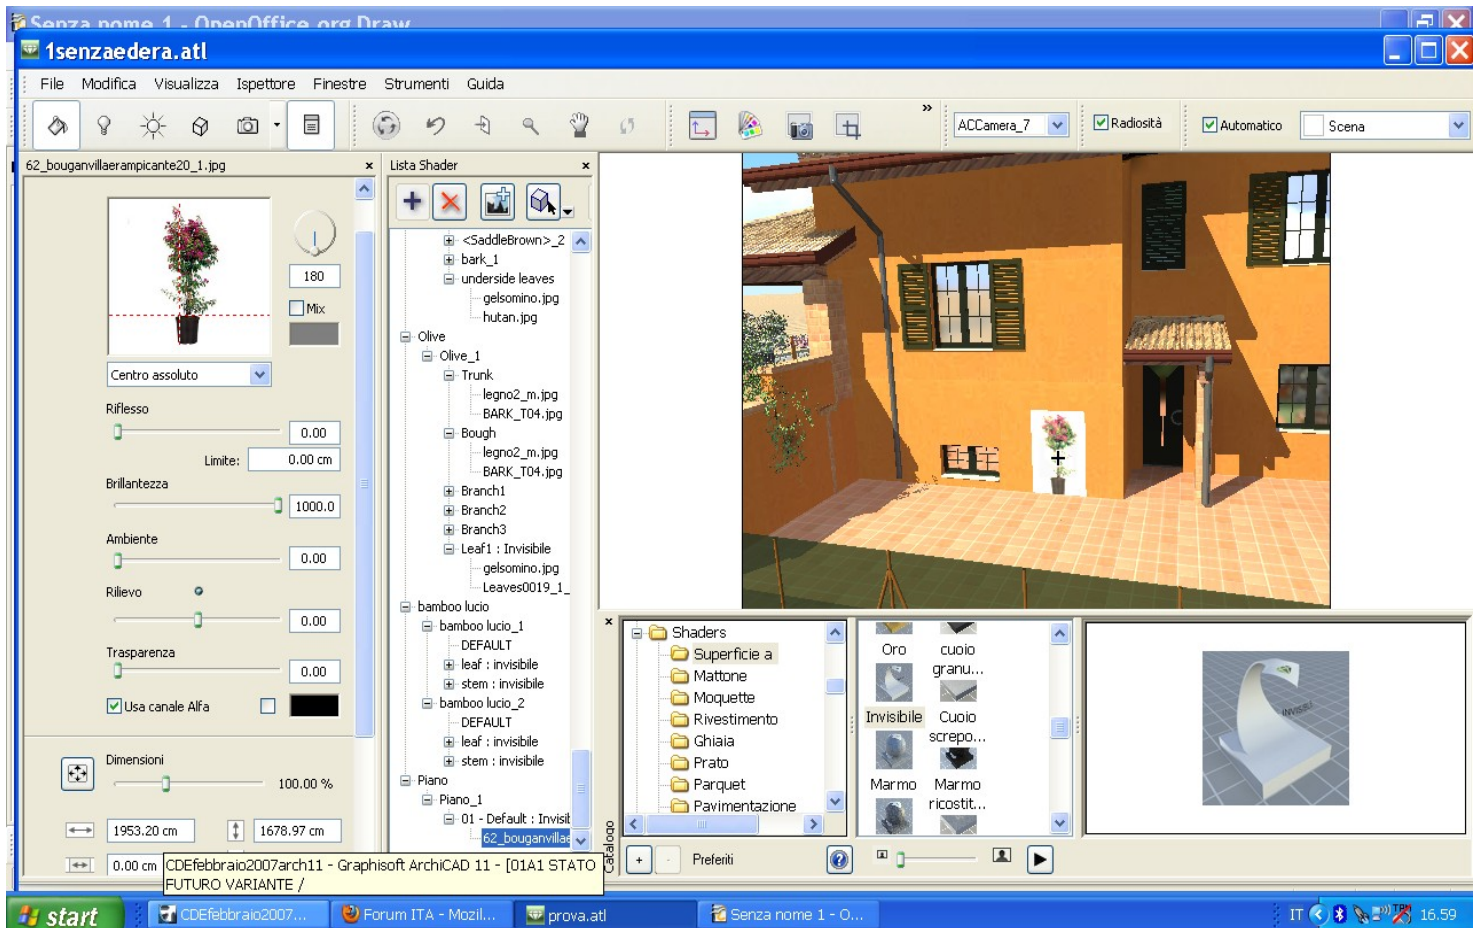 Senza nome 1 - OpenOffice.org Draw
1senzaedera.atl
File Modifica Visualizza Ispettore Finestre Strumenti Guida
» ACCamera_7 Radiosità Automatico Scena
62_bouganvillaerampicante20_1.jpg
180
Mix
Centro assoluto
Riflesso
0.00
Limite: 0.00 cm
Brillantezza
1000.0
Ambiente
0.00
Rilievo
0.00
Trasparenza
0.00
Usa canale Alfa
Dimensioni
100.00 %
1953.20 cm 1678.97 cm
0.00 cm
Lista Shader
<SaddleBrown>_2
bark_1
underside leaves
gelsomino.jpg
hutan.jpg
Olive
Olive_1
Trunk
legno2_m.jpg
BARK_T04.jpg
Bough
legno2_m.jpg
BARK_T04.jpg
Branch1
Branch2
Branch3
Leaf1 : Invisibile
gelsomino.jpg
Leaves0019_1_
bamboo lucio
bamboo lucio_1
DEFAULT
leaf : invisibile
stem : invisibile
bamboo lucio_2
DEFAULT
leaf : invisibile
stem : invisibile
Piano
Piano_1
01 - Default : Invisib
62_bouganvillae
Catalogo
Shaders
Superficie a
Mattone
Moquette
Rivestimento
Ghiaia
Prato
Parquet
Pavimentazione
Oro cuoio
granu...
Invisibile Cuoio
screpo...
Marmo Marmo
ricostit...
INVISIBLE
Preferiti
CDEfebbraio2007arch11 - Graphisoft ArchiCAD 11 - [01A1 STATO
FUTURO VARIANTE /
start CDEfebbraio2007... Forum ITA - Mozil... prova.atl Senza nome 1 - O... IT 16.59